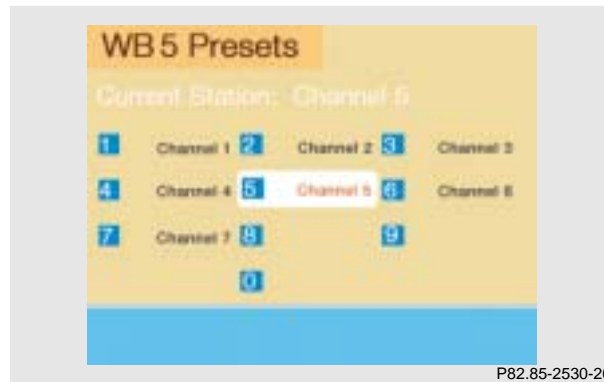 WB 5 Presets
Current Station: Channel 5
1 Channel 1 2 Channel 2 3 Channel 3
4 Channel 4 5 Channel 5 6 Channel 6
7 Channel 7 8 9
0
P82.85-2530-26